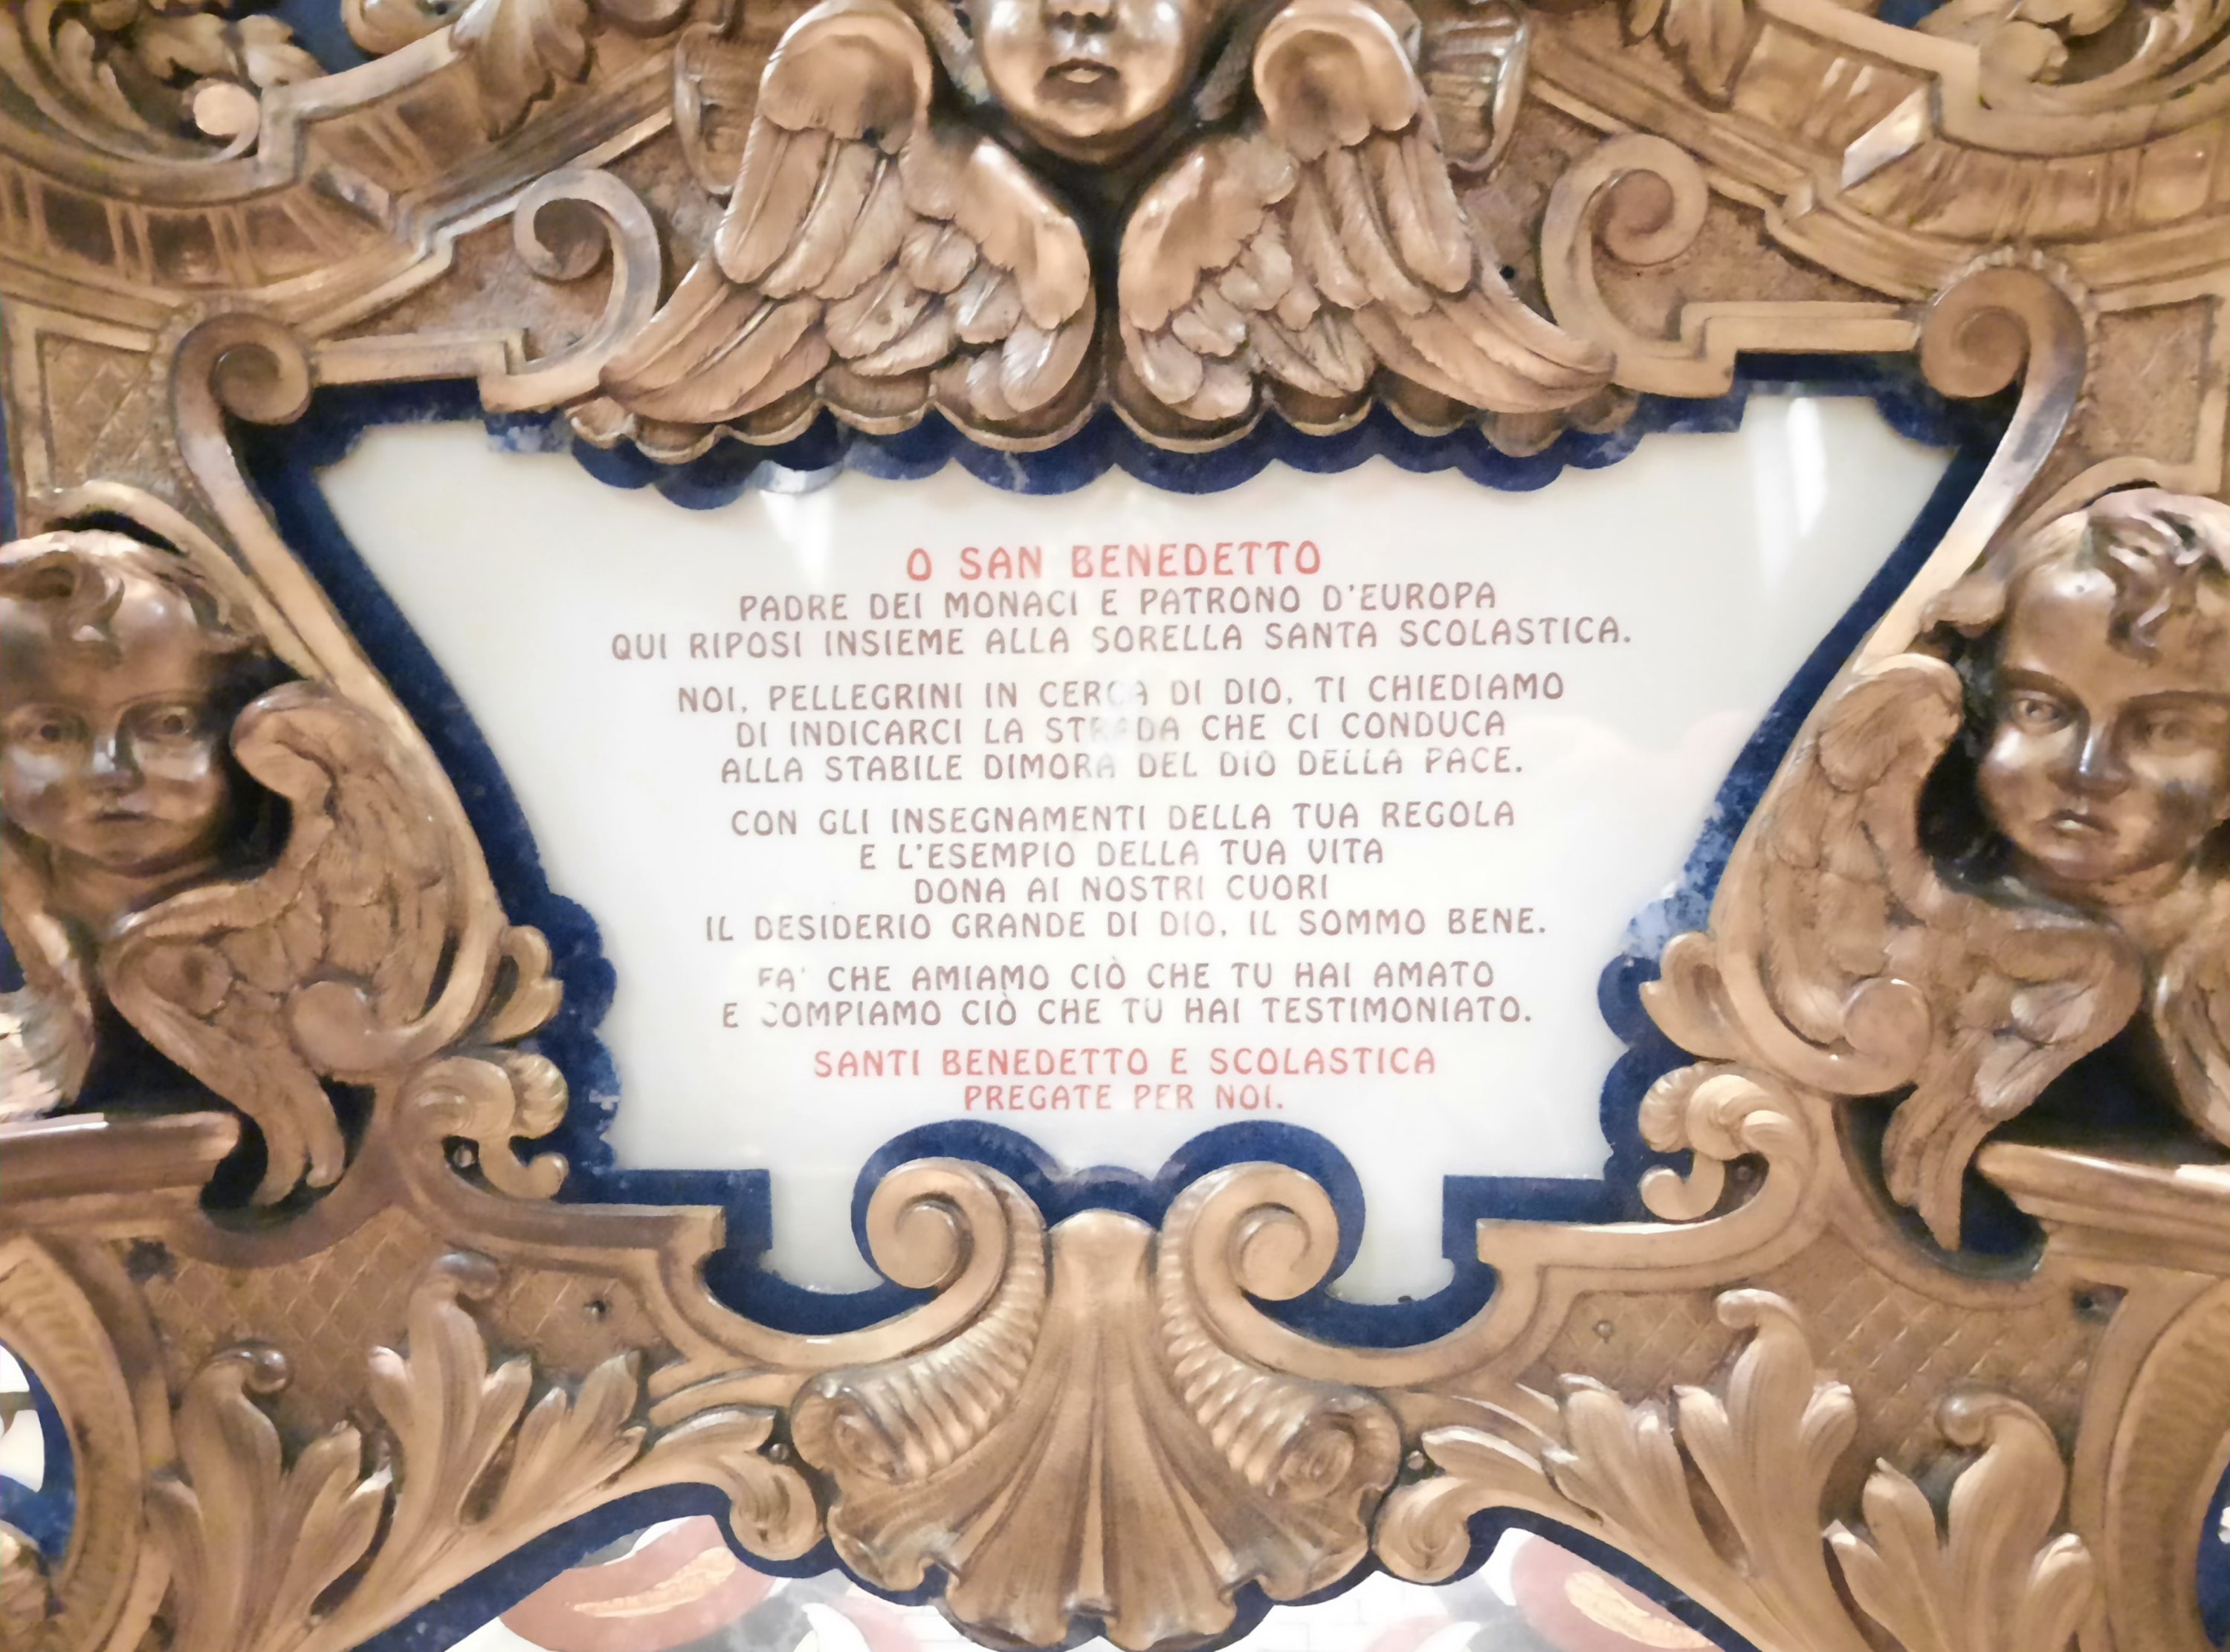 O SAN BENEDETTO
PADRE DEI MONACI E PATRONO D'EUROPA
QUI RIPOSI INSIEME ALLA SORELLA SANTA SCOLASTICA.
NOI, PELLEGRINI IN CERCA DI DIO, TI CHIEDIAMO
DI INDICARCI LA STRADA CHE CI CONDUCA
ALLA STABILE DIMORA DEL DIO DELLA PACE.
CON GLI INSEGNAMENTI DELLA TUA REGOLA
E L'ESEMPIO DELLA TUA VITA
DONA AI NOSTRI CUORI
IL DESIDERIO GRANDE DI DIO, IL SOMMO BENE.
FA' CHE AMIAMO CIÒ CHE TU HAI AMATO
E COMPIAMO CIÒ CHE TU HAI TESTIMONIATO.
SANTI BENEDETTO E SCOLASTICA
PREGATE PER NOI.